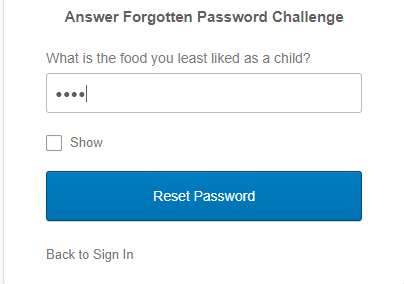 Answer Forgotten Password Challenge
What is the food you least liked as a child?
••••
Show
Reset Password
Back to Sign In